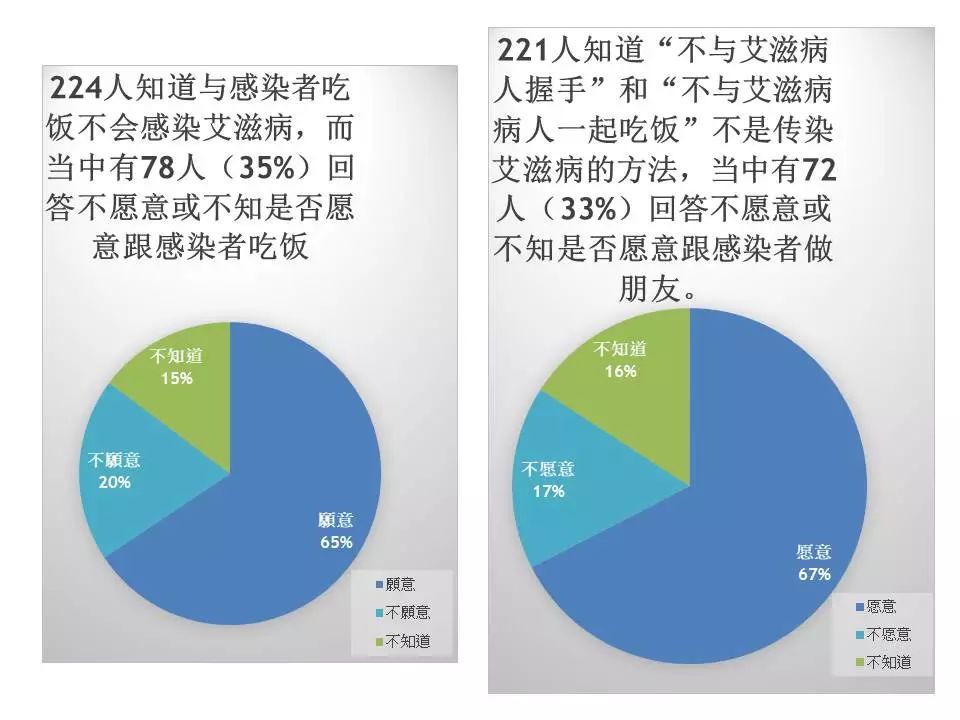 224人知道与感染者吃
饭不会感染艾滋病，而
当中有78人（35%）回
答不愿意或不知是否愿
意跟感染者吃饭
不知道
15%
不願意
20%
願意
65%
願意
不願意
不知道
221人知道“不与艾滋病
人握手”和“不与艾滋病
病人一起吃饭”不是传染
艾滋病的方法，当中有72
人（33%）回答不愿意或
不知是否愿意跟感染者做
朋友。
不知道
16%
不愿意
17%
愿意
67%
愿意
不愿意
不知道